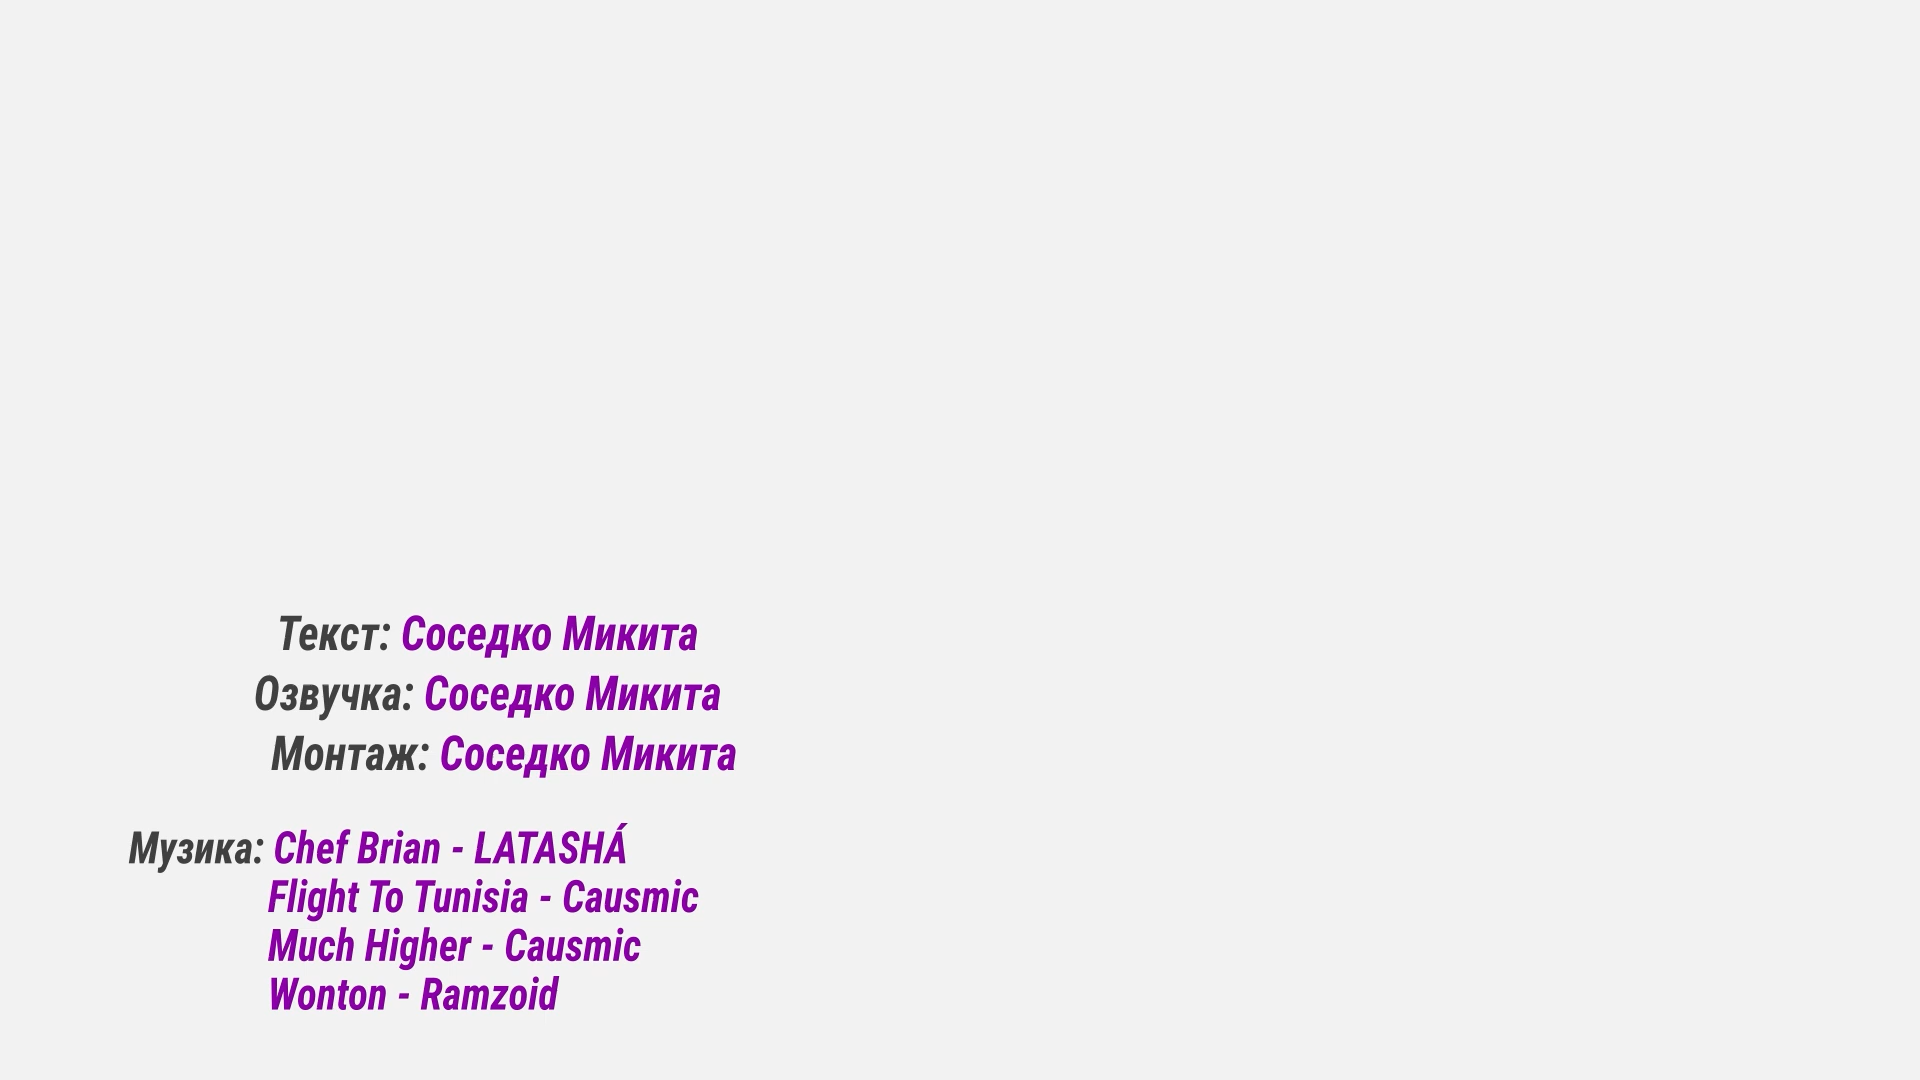 Текст: Соседко Микита
Озвучка: Соседко Микита
Монтаж: Соседко Микита
Музика: Chef Brian - LATASHÁ
Flight To Tunisia - Causmic
Much Higher - Causmic
Wonton - Ramzoid